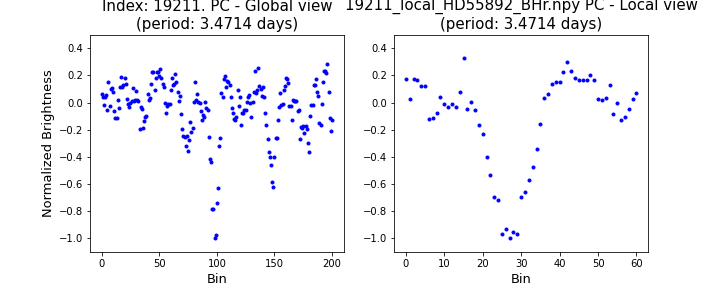 Index: 19211. PC - Global view
(period: 3.4714 days)
19211_local_HD55892_BHr.npy PC - Local view
(period: 3.4714 days)
Normalized Brightness
0.4
0.2
0.0
−0.2
−0.4
−0.6
−0.8
−1.0
0 50 100 150 200
Bin
0.4
0.2
0.0
−0.2
−0.4
−0.6
−0.8
−1.0
0 10 20 30 40 50 60
Bin